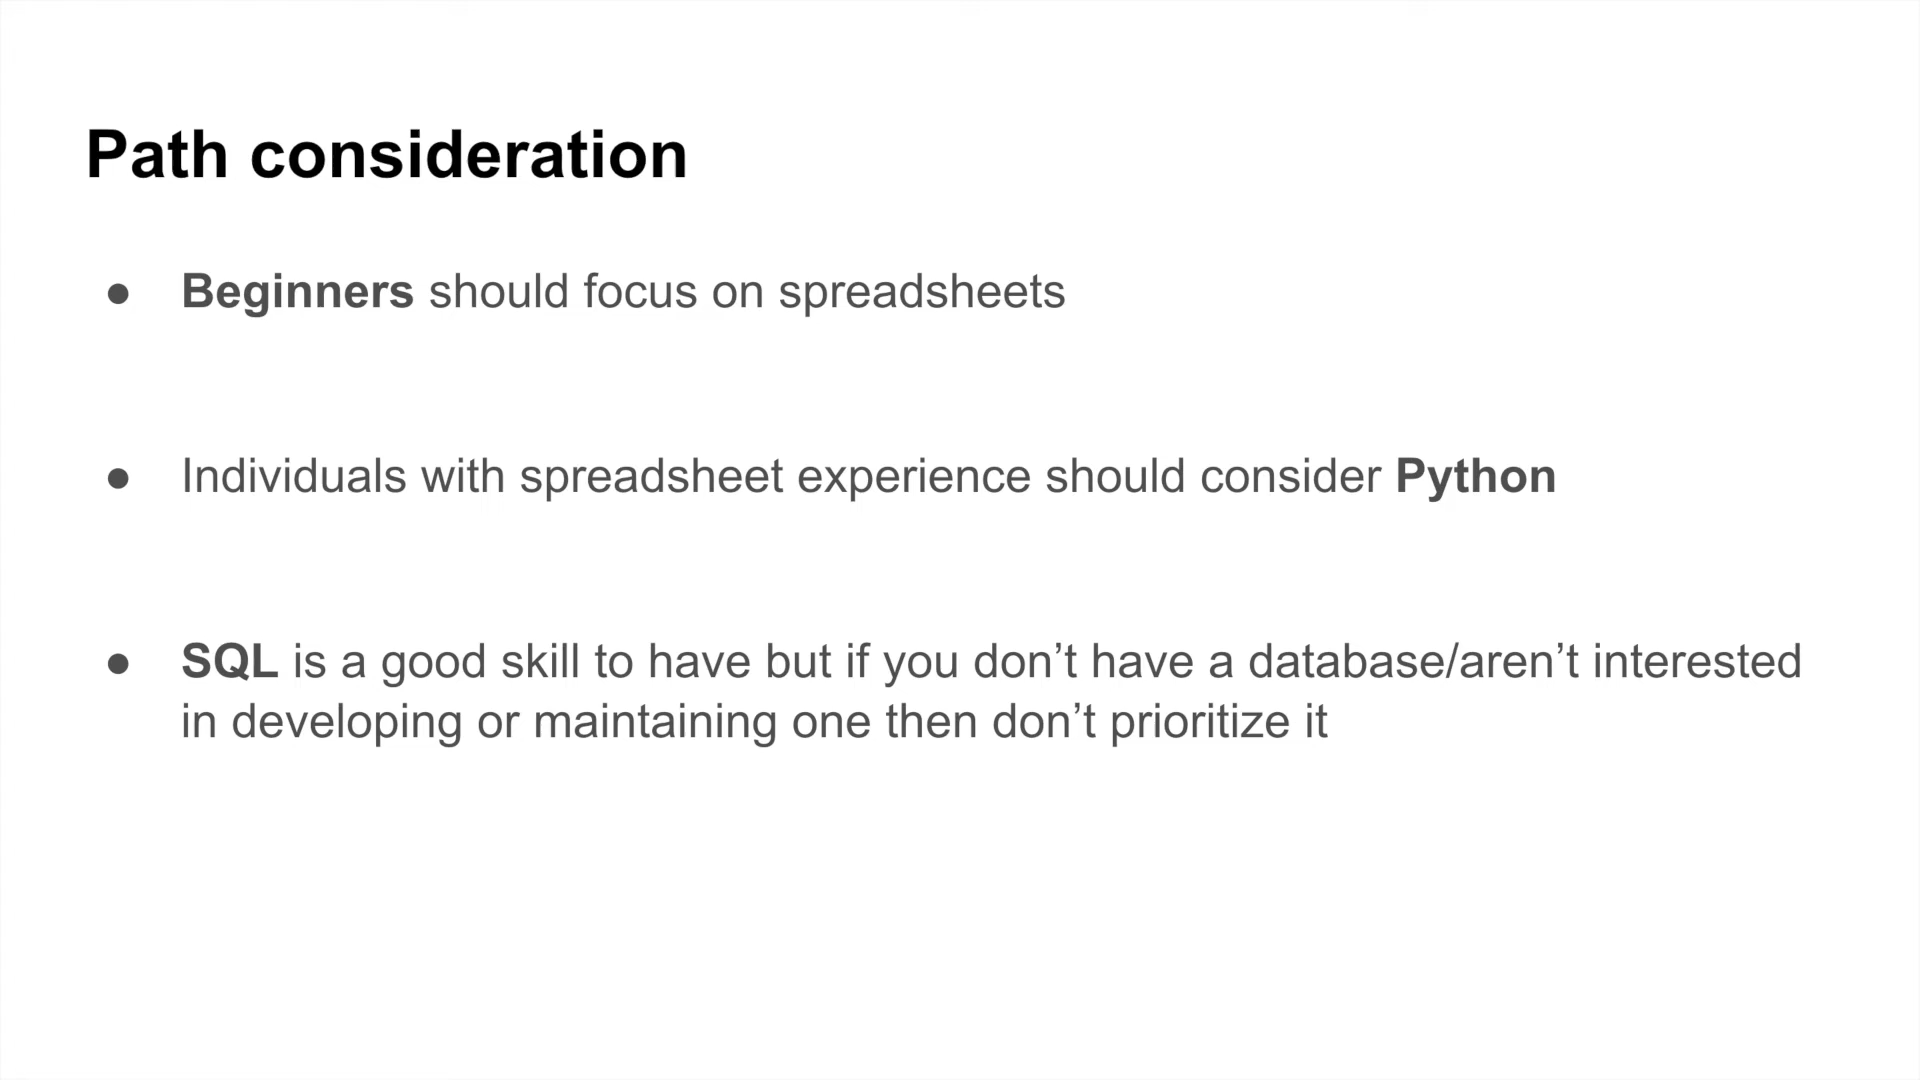 Path consideration
● Beginners should focus on spreadsheets
● Individuals with spreadsheet experience should consider Python
● SQL is a good skill to have but if you don’t have a database/aren’t interested
in developing or maintaining one then don’t prioritize it